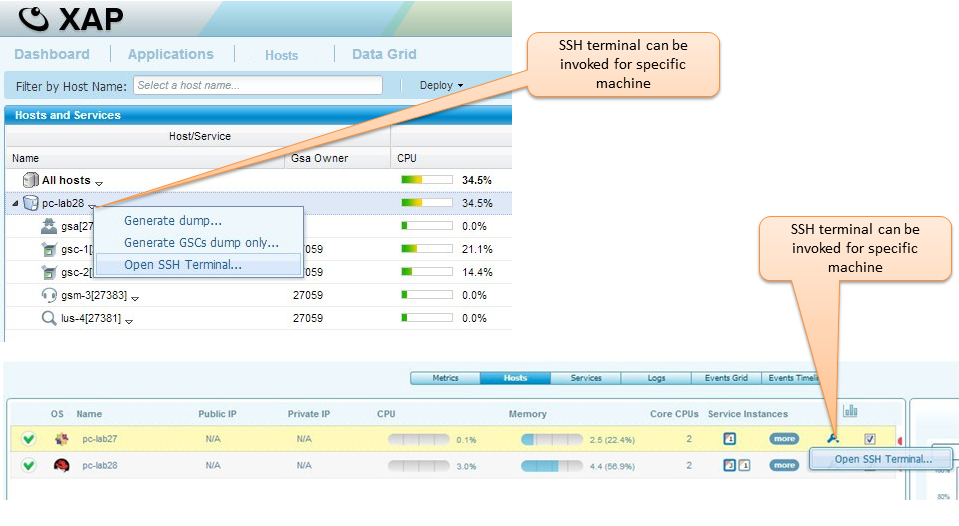 XAP
Dashboard Applications Hosts Data Grid
Filter by Host Name: Select a host name... Deploy
Hosts and Services
Host/Service
Name Gsa Owner CPU
All hosts 34.5%
pc-lab28 34.5%
gsa[27 0.0%
gsc-1[ 059 21.1%
gsc-2[ 14.4%
gsm-3[27383] 27059 0.0%
lus-4[27381] 27059 0.0%
Generate dump...
Generate GSCs dump only...
Open SSH Terminal...
SSH terminal can be
invoked for specific
machine
SSH terminal can be
invoked for specific
machine
Metrics Hosts Services Logs Events Grid Events Timeli
OS Name Public IP Private IP CPU Memory Core CPUs Service Instances
pc-lab27 N/A N/A 0.1% 2.5 (22.4%) 2 1 more
pc-lab28 N/A N/A 3.0% 4.4 (56.9%) 2 1 more
Open SSH Terminal...
100%
80%